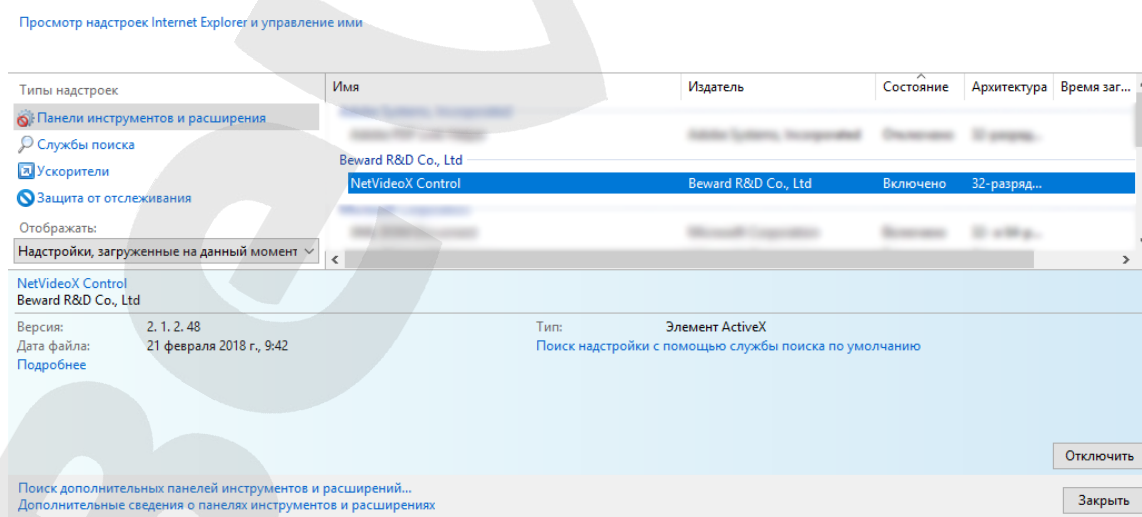 Просмотр надстроек Internet Explorer и управление ими
Типы надстроек
Панели инструментов и расширения
Службы поиска
Ускорители
Защита от отслеживания
Отображать:
Надстройки, загруженные на данный момент
Имя Издатель Состояние Архитектура Время заг...
Beward R&D Co., Ltd
NetVideoX Control Beward R&D Co., Ltd Включено 32-разряд...
NetVideoX Control
Beward R&D Co., Ltd
Версия: 2. 1. 2. 48
Дата файла: 21 февраля 2018 г., 9:42
Подробнее
Тип: Элемент ActiveX
Поиск надстройки с помощью службы поиска по умолчанию
Отключить
Поиск дополнительных панелей инструментов и расширений...
Дополнительные сведения о панелях инструментов и расширениях
Закрыть